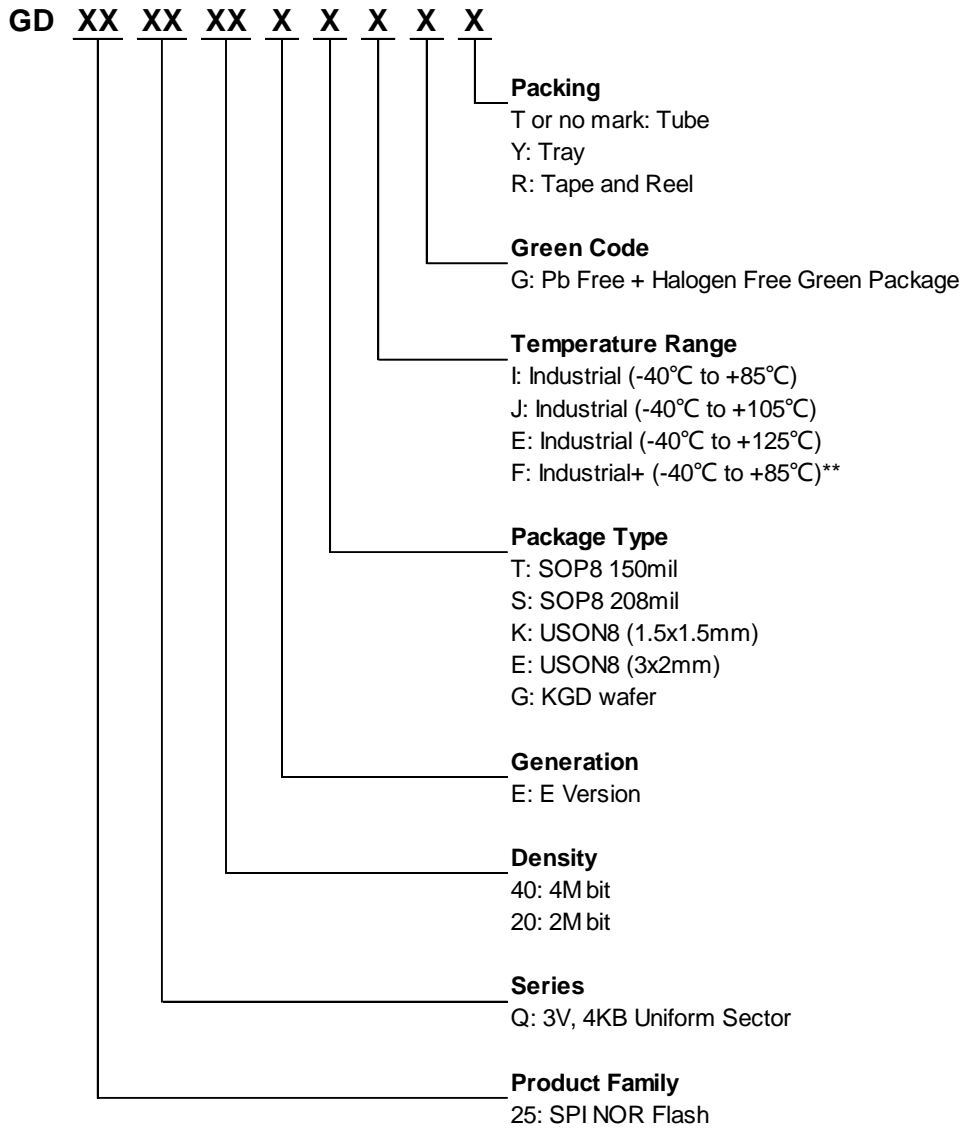 GD XX XX XX X X X X X
Packing
T or no mark: Tube
Y: Tray
R: Tape and Reel
Green Code
G: Pb Free + Halogen Free Green Package
Temperature Range
I: Industrial (-40℃ to +85℃)
J: Industrial (-40℃ to +105℃)
E: Industrial (-40℃ to +125℃)
F: Industrial+ (-40℃ to +85℃)**
Package Type
T: SOP8 150mil
S: SOP8 208mil
K: USON8 (1.5x1.5mm)
E: USON8 (3x2mm)
G: KGD wafer
Generation
E: E Version
Density
40: 4M bit
20: 2M bit
Series
Q: 3V, 4KB Uniform Sector
Product Family
25: SPI NOR Flash